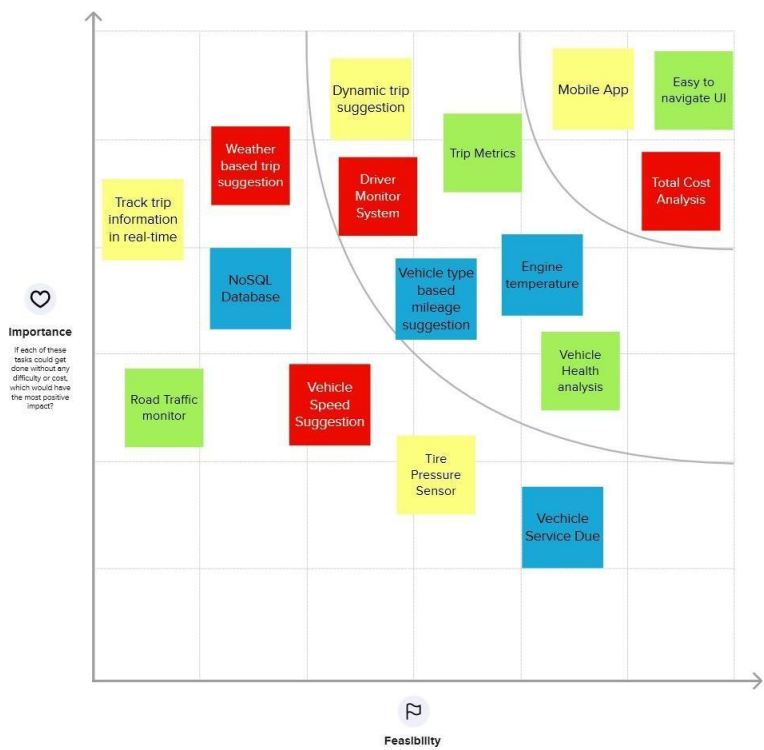 Dynamic trip
suggestion
Mobile App
Easy to
navigate UI
Weather
based trip
suggestion
Trip Metrics
Driver
Monitor
System
Total Cost
Analysis
Track trip
information
in real-time
NoSQL
Database
Vehicle type
based
mileage
suggestion
Engine
temperature
Importance
If each of these
tasks could get
done without any
difficulty or cost,
which would have
the most positive
impact?
Vehicle
Health
analysis
Road Traffic
monitor
Vehicle
Speed
Suggestion
Tire
Pressure
Sensor
Vechicle
Service Due
Feasibility